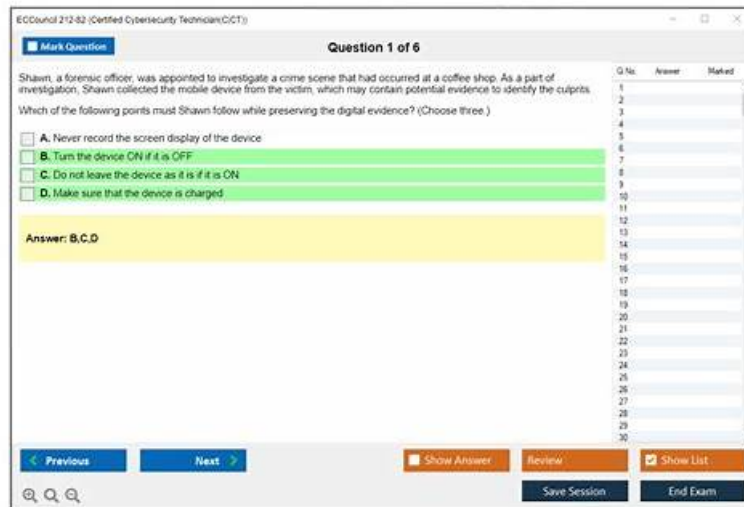 ECCouncil 212-82 (Certified Cybersecurity Technician(C|CT))
Mark Question
Question 1 of 6
Shawn, a forensic officer, was appointed to investigate a crime scene that had occurred at a coffee shop. As a part of
investigation, Shawn collected the mobile device from the victim, which may contain potential evidence to identify the culprits.
Which of the following points must Shawn follow while preserving the digital evidence? (Choose three.)
A. Never record the screen display of the device
B. Turn the device ON if it is OFF
C. Do not leave the device as it is if it is ON
D. Make sure that the device is charged
Answer: B,C,D
Q No. Answer Marked
1
2
3
4
5
6
7
8
9
10
11
12
13
14
15
16
17
18
19
20
21
22
23
24
25
26
27
28
29
30
Previous
Next
Show Answer
Review
Show List
Save Session
End Exam